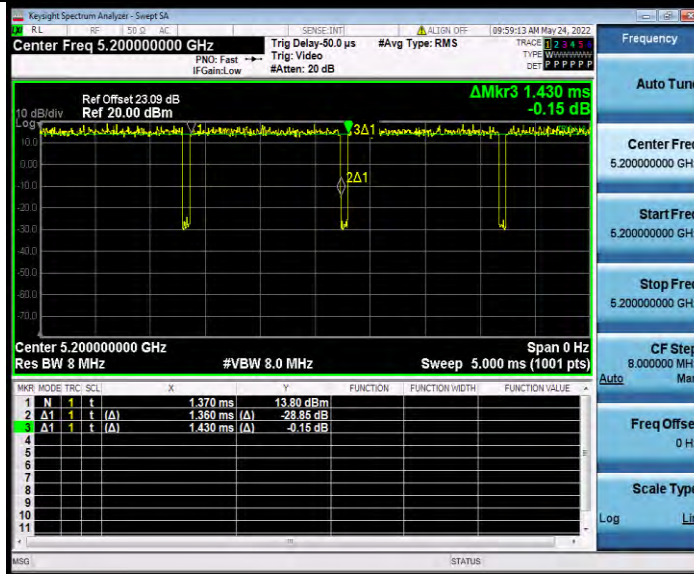 Keysight Spectrum Analyzer - Swept SA
RL RF 50 Ω AC SENSE:INT ALIGN OFF 09:59:13 AM May 24, 2022
Center Freq 5.200000000 GHz
PNO: Fast
IFGain:Low
Trig Delay-50.0 µs
Trig: Video
#Atten: 20 dB
#Avg Type: RMS
TRACE 1 2 3 4 5 6
TYPE
DET P P P P P P
Ref Offset 23.09 dB
10 dB/div Ref 20.00 dBm
Log
ΔMkr3 1.430 ms
-0.15 dB
1
3Δ1
2Δ1
10.0
0.00
-10.0
-20.0
-30.0
-40.0
-50.0
-60.0
-70.0
Center 5.200000000 GHz Span 0 Hz
Res BW 8 MHz #VBW 8.0 MHz Sweep 5.000 ms (1001 pts)
MKR MODE TRC SCL X Y FUNCTION FUNCTION WIDTH FUNCTION VALUE
1 N 1 t 1.370 ms 13.80 dBm
2 Δ1 1 t (Δ) 1.360 ms (Δ) -28.85 dB
3 Δ1 1 t (Δ) 1.430 ms (Δ) -0.15 dB
4
5
6
7
8
9
10
11
MSG STATUS
Frequency
Auto Tune
Center Freq
5.200000000 GH
Start Freq
5.200000000 GH
Stop Freq
5.200000000 GH
CF Step
8.000000 MH
Auto Man
Freq Offse
0 H
Scale Type
Log Lin